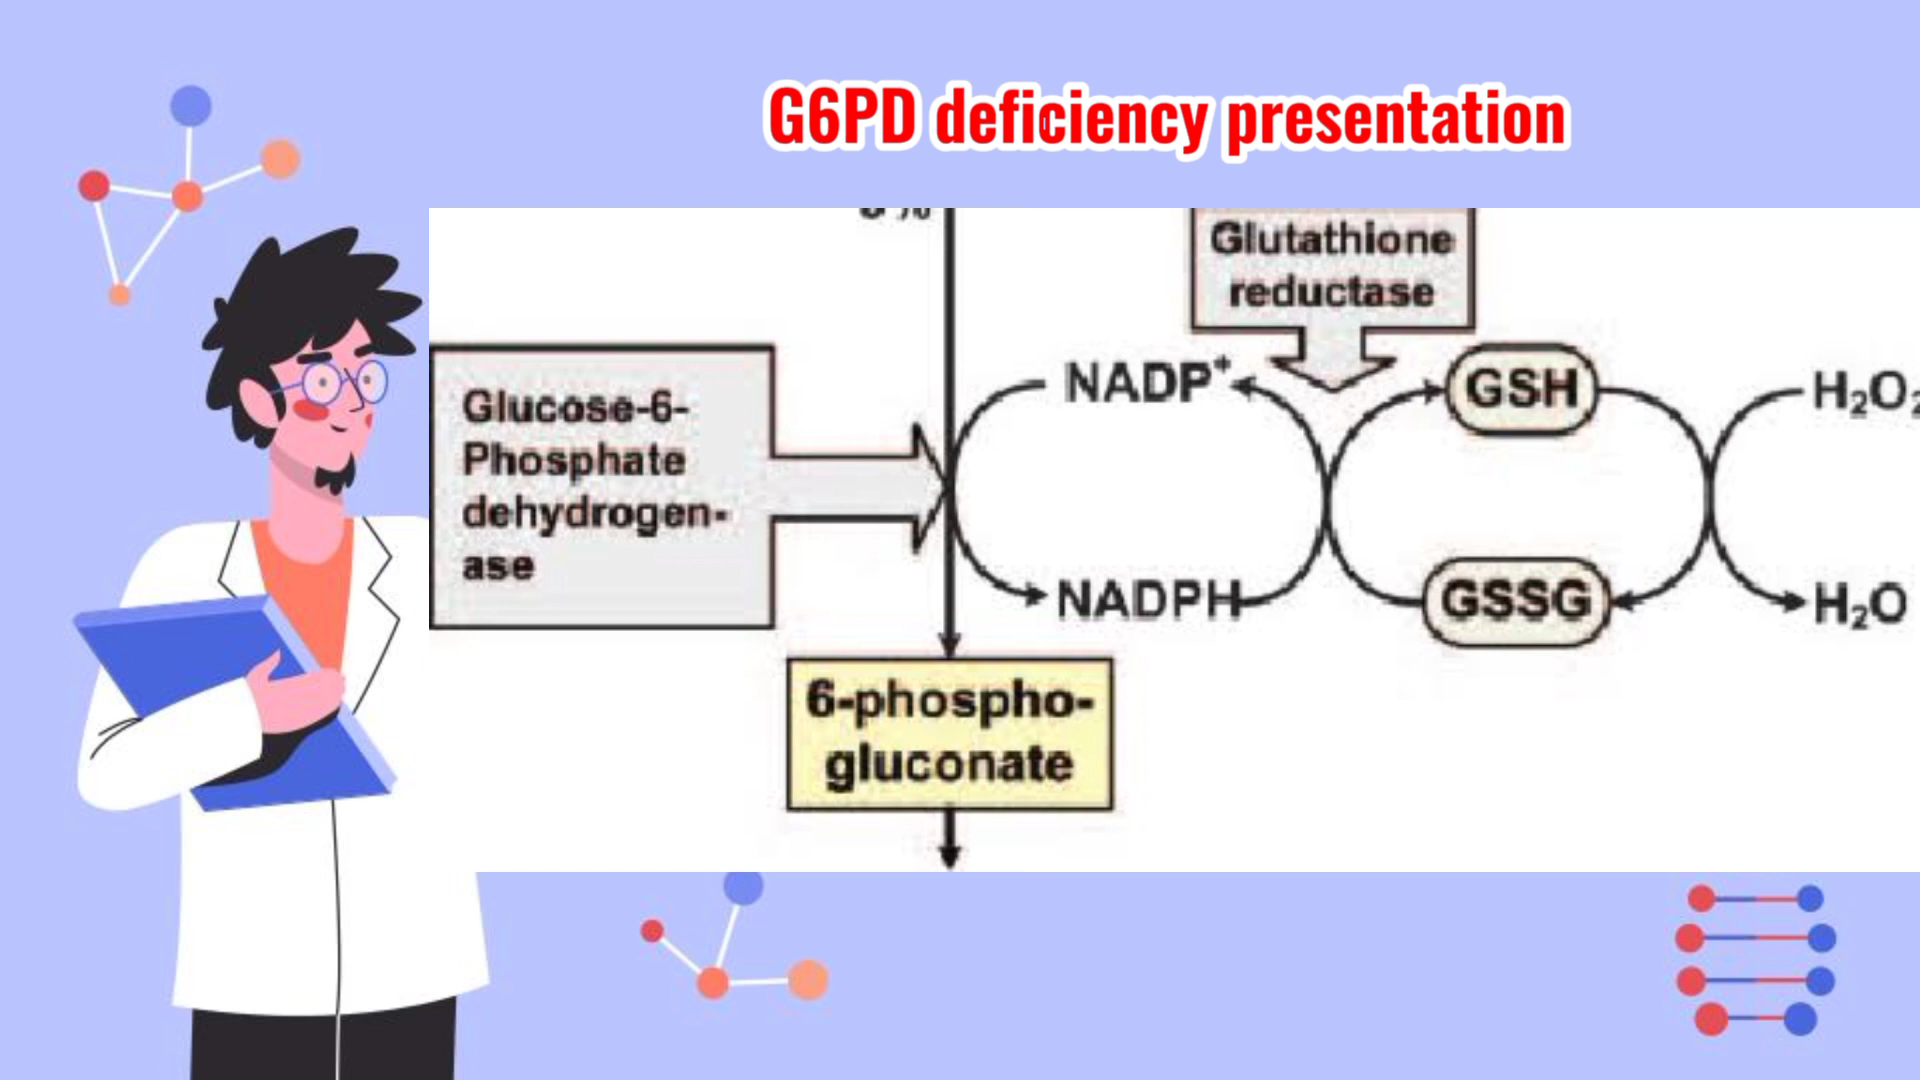 G6PD deficiency presentation
Glutathione
reductase
Glucose-6-
Phosphate
dehydrogen-
ase
NADP⁺
GSH
H₂O₂
NADPH
GSSG
H₂O
6-phospho-
gluconate